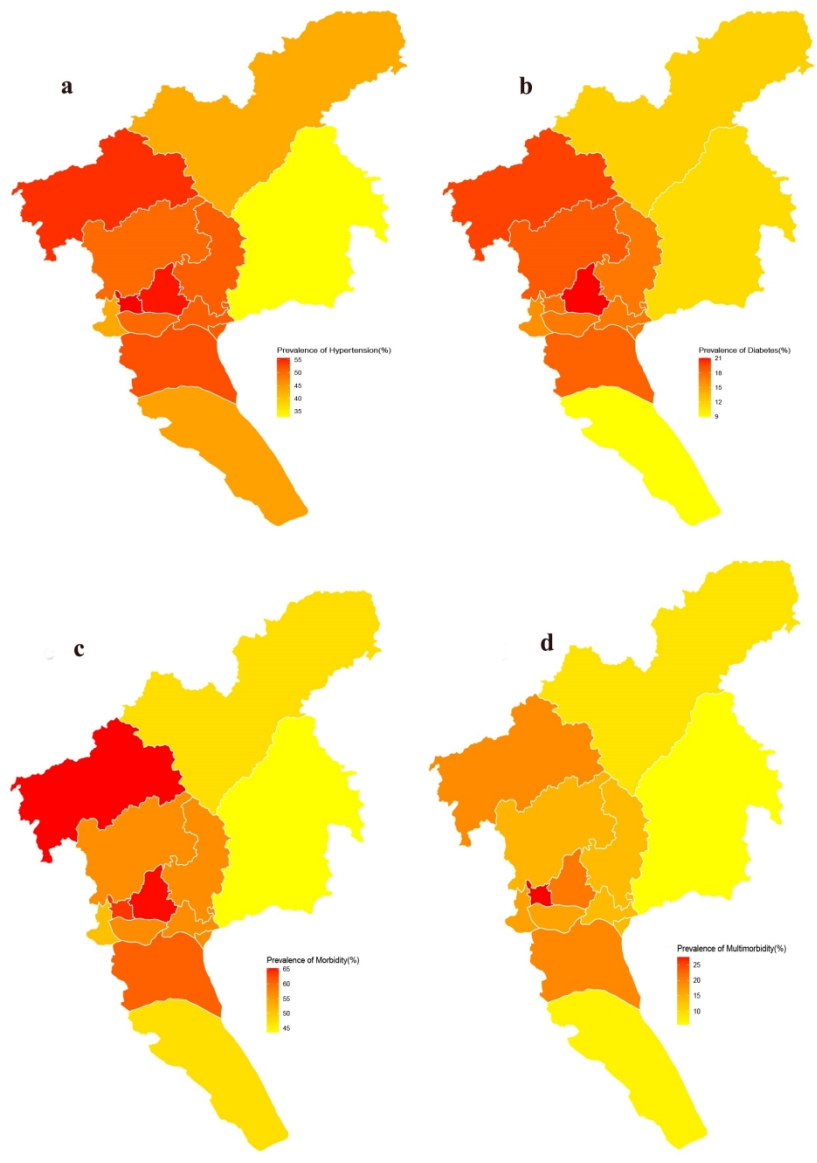 a
b
Prevalence of Hypertension(%)
55
50
45
40
35
Prevalence of Diabetes(%)
21
18
15
12
9
c
d
Prevalence of Morbidity(%)
65
60
55
50
45
Prevalence of Multimorbidity(%)
25
20
15
10